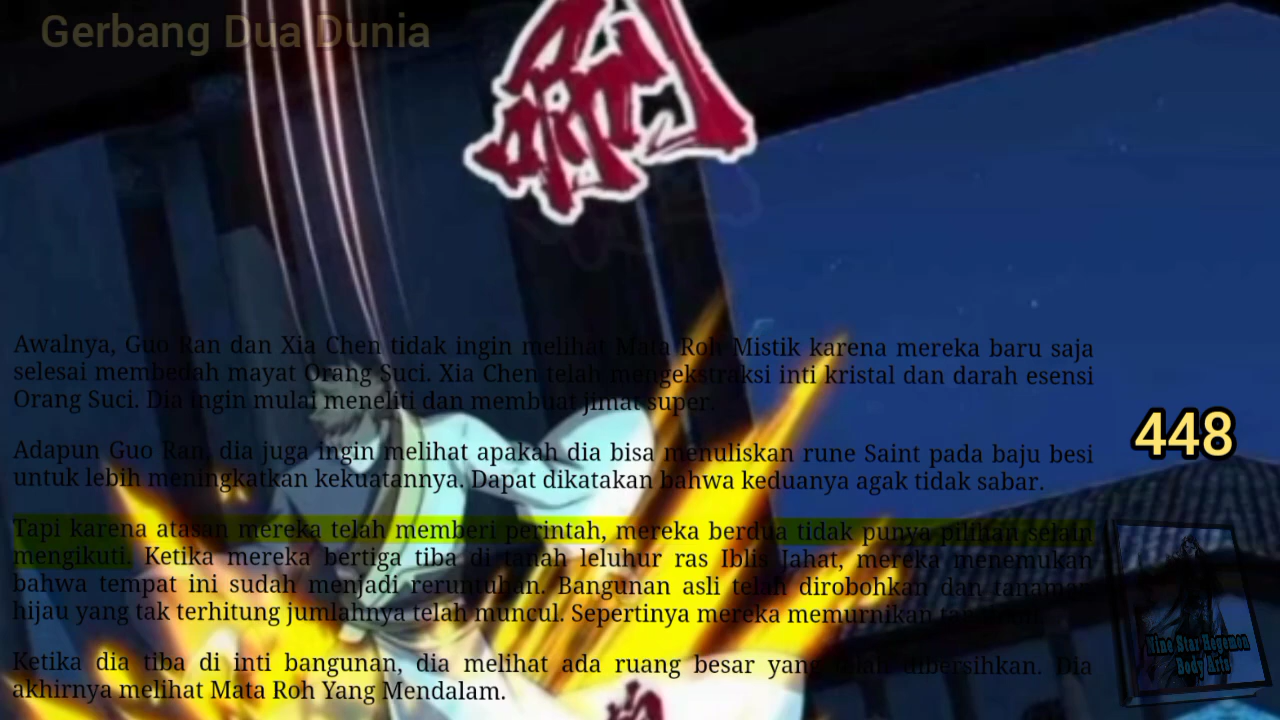 Gerbang Dua Dunia
Awalnya, Guo Ran dan Xia Chen tidak ingin melihat Mata Roh Mistik karena mereka baru saja
selesai membedah mayat Orang Suci. Xia Chen telah mengekstraksi inti kristal dan darah esensi
Orang Suci. Dia ingin mulai meneliti dan membuat jimat super.
Adapun Guo Ran, dia juga ingin melihat apakah dia bisa menuliskan rune Saint pada baju besi
untuk lebih meningkatkan kekuatannya. Dapat dikatakan bahwa keduanya agak tidak sabar.
448
Tapi karena atasan mereka telah memberi perintah, mereka berdua tidak punya pilihan selain
mengikuti. Ketika mereka bertiga tiba di tanah leluhur ras Iblis Jahat, mereka menemukan
bahwa tempat ini sudah menjadi reruntuhan. Bangunan asli telah dirobohkan dan tanaman
hijau yang tak terhitung jumlahnya telah muncul. Sepertinya mereka memurnikan
Ketika dia tiba di inti bangunan, dia melihat ada ruang besar yang telah dibersihkan. Dia
akhirnya melihat Mata Roh Yang Mendalam.
Nine Star Hegemon
Body Arts